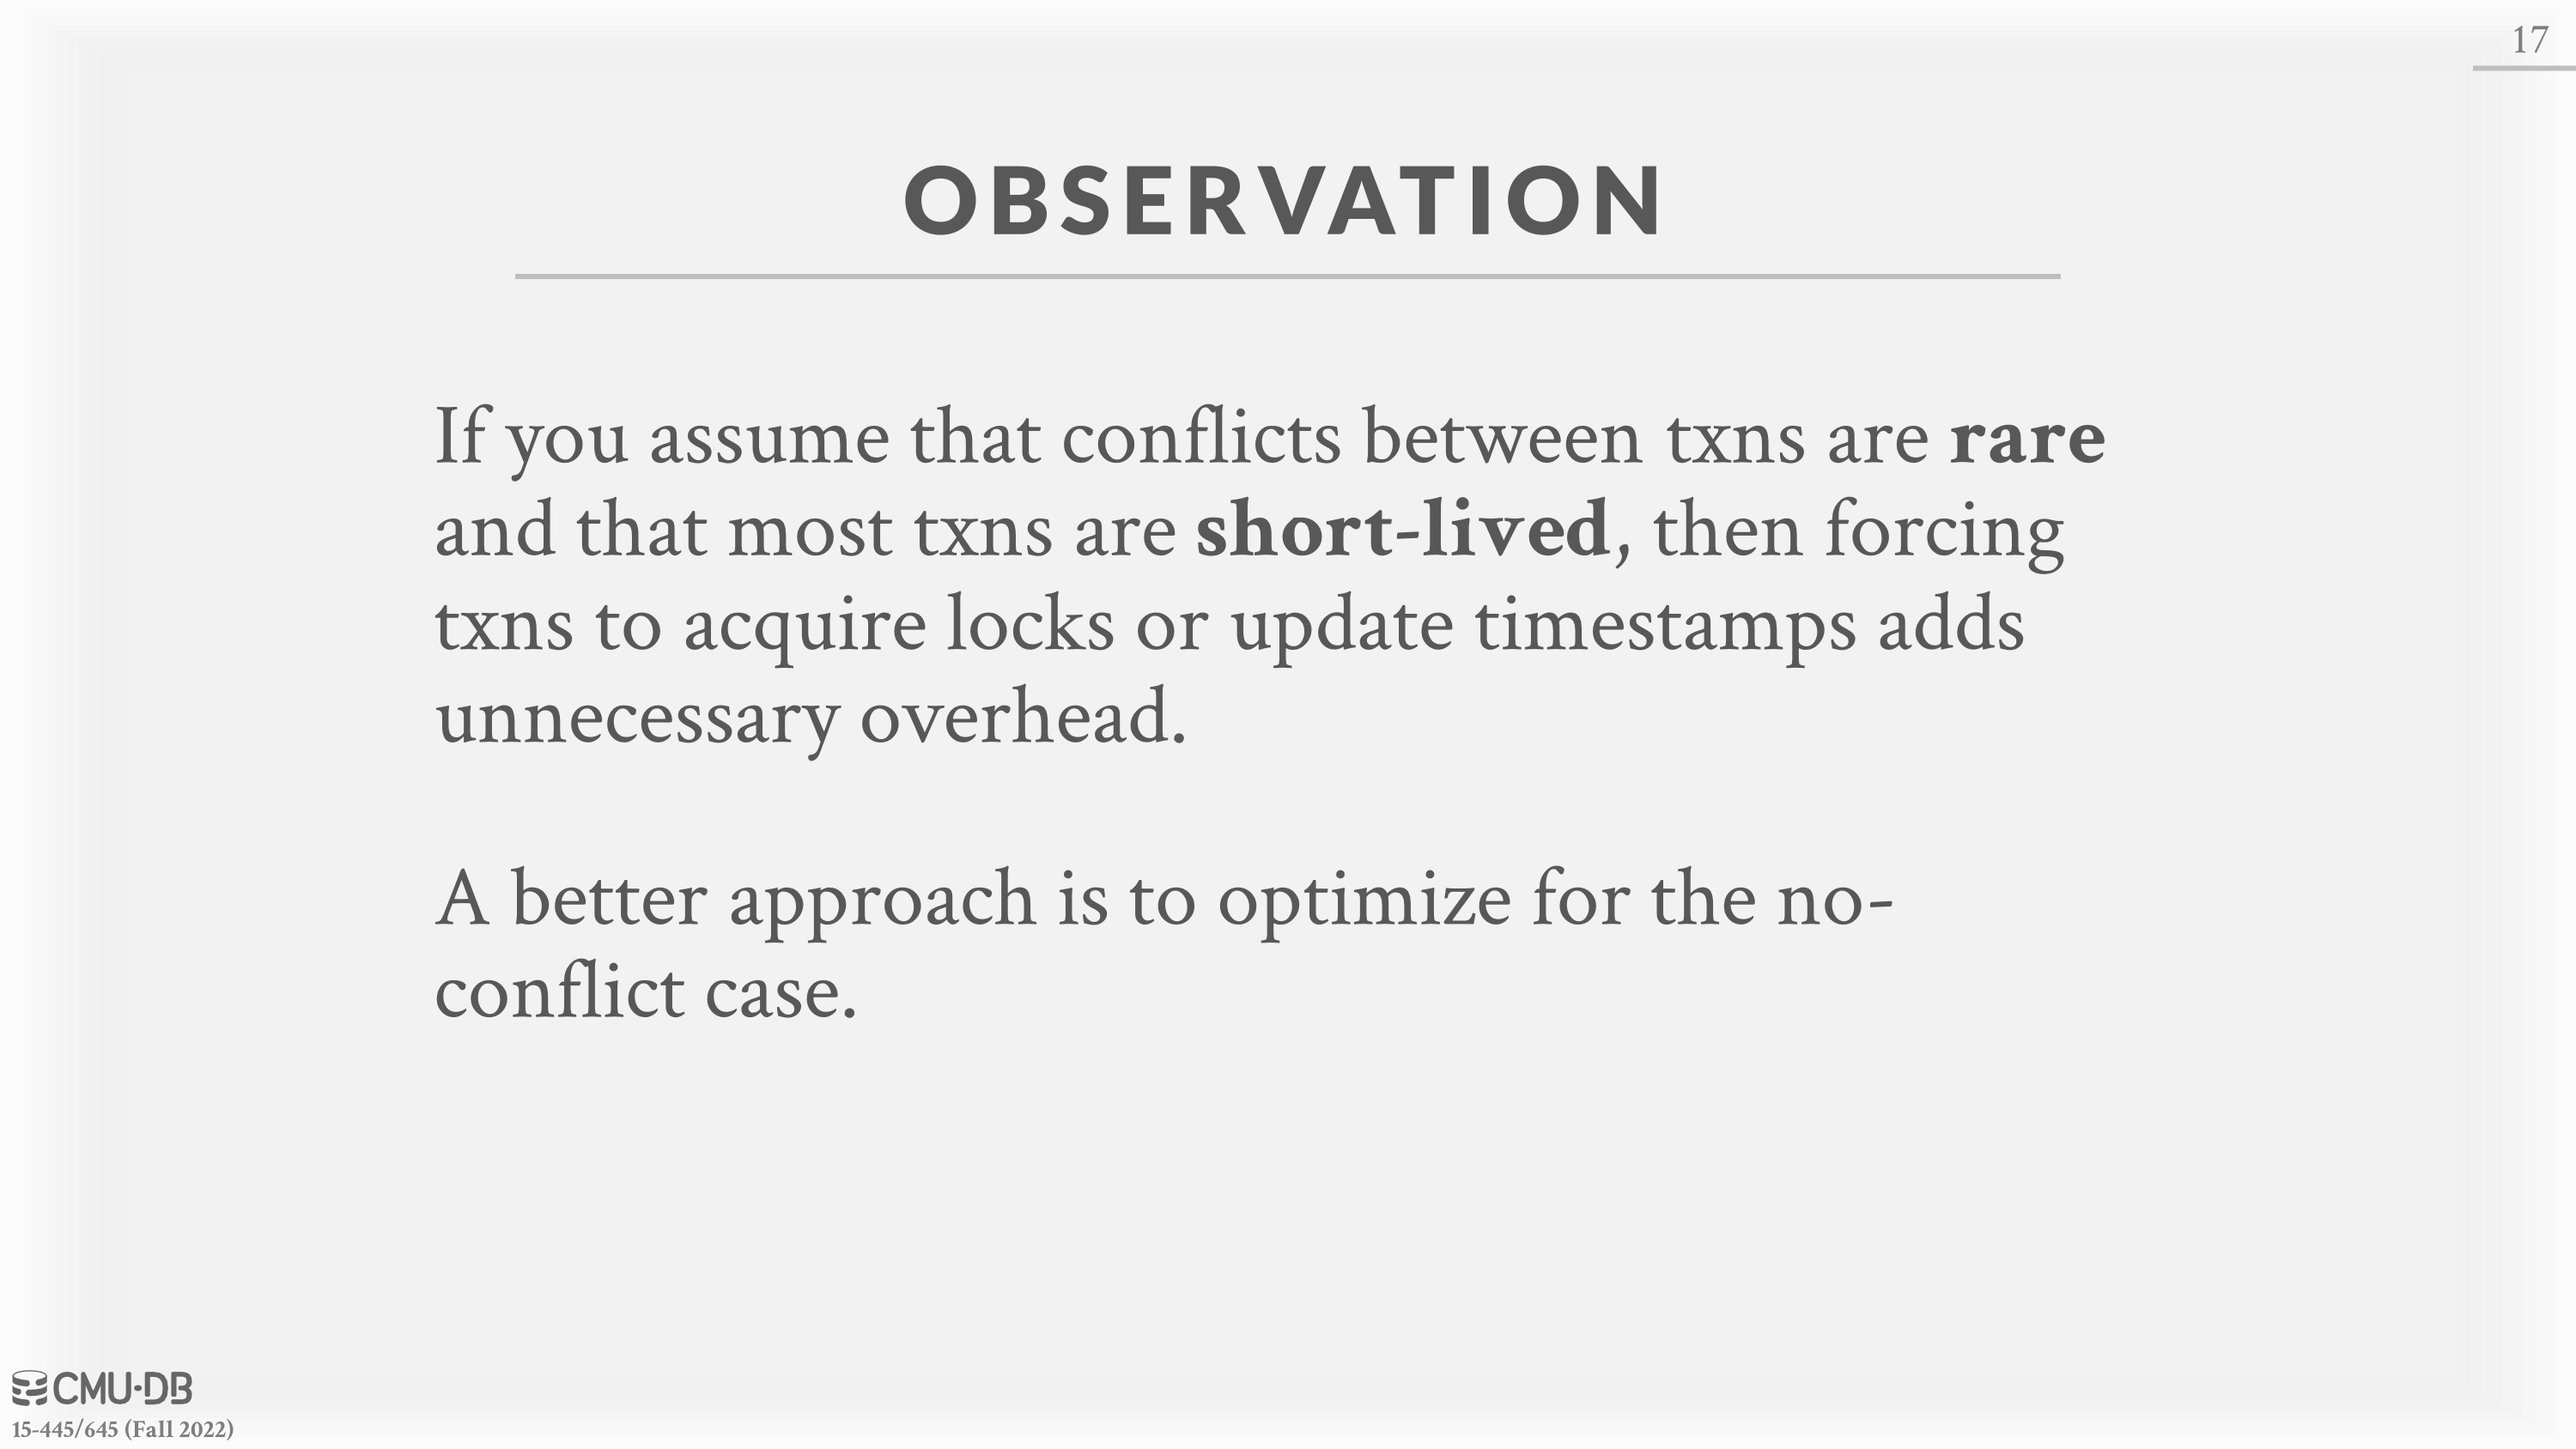 17
OBSERVATION
If you assume that conflicts between txns are rare
and that most txns are short-lived, then forcing
txns to acquire locks or update timestamps adds
unnecessary overhead.
A better approach is to optimize for the no-
conflict case.
CMU·DB
15-445/645 (Fall 2022)